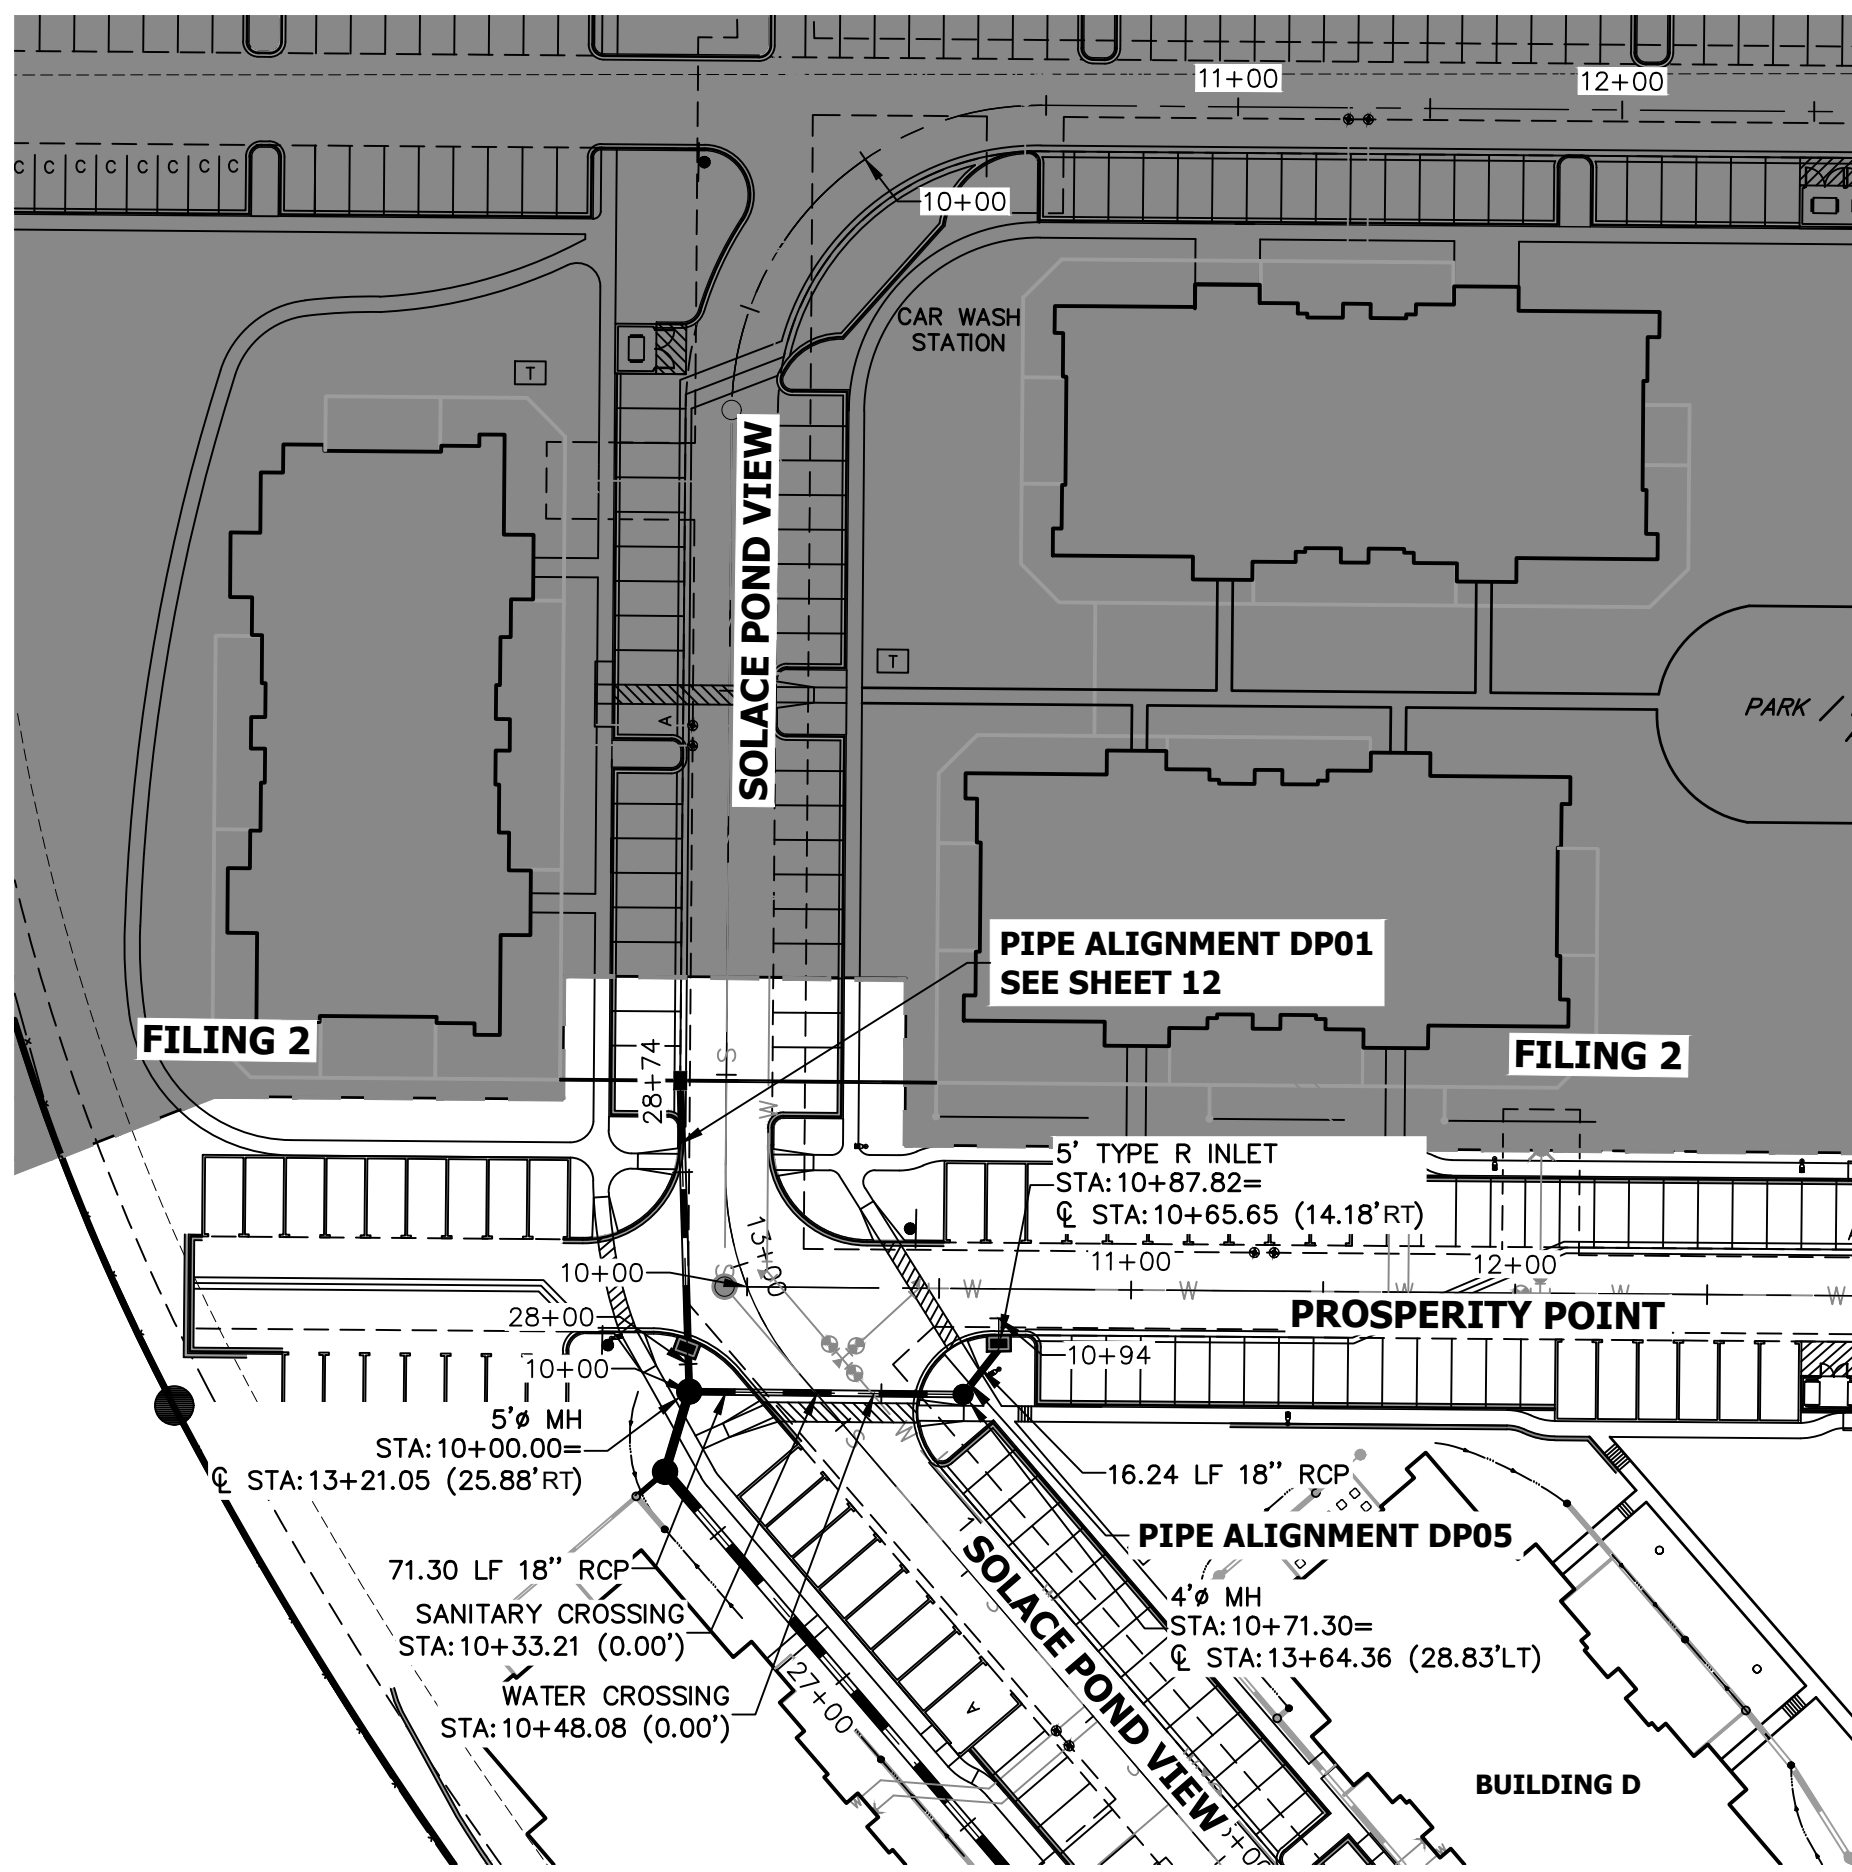 11+00
12+00
C C C C C C C C
10+00
CAR WASH
STATION
T
SOLACE POND VIEW
T
A
PARK /
PIPE ALIGNMENT DP01
SEE SHEET 12
FILING 2
FILING 2
28+74
S
W
5' TYPE R INLET
STA:10+87.82=
℄ STA:10+65.65 (14.18'RT)
13+00
10+00
11+00
12+00
S
W
W
W
W
28+00
PROSPERITY POINT
10+00
10+94
5'ø MH
STA:10+00.00=
℄ STA:13+21.05 (25.88'RT)
S
W
16.24 LF 18" RCP
PIPE ALIGNMENT DP05
71.30 LF 18" RCP
SANITARY CROSSING
STA:10+33.21 (0.00')
4'ø MH
STA:10+71.30=
℄ STA:13+64.36 (28.83'LT)
WATER CROSSING
STA:10+48.08 (0.00')
27+00
A
SOLACE POND VIEW
BUILDING D